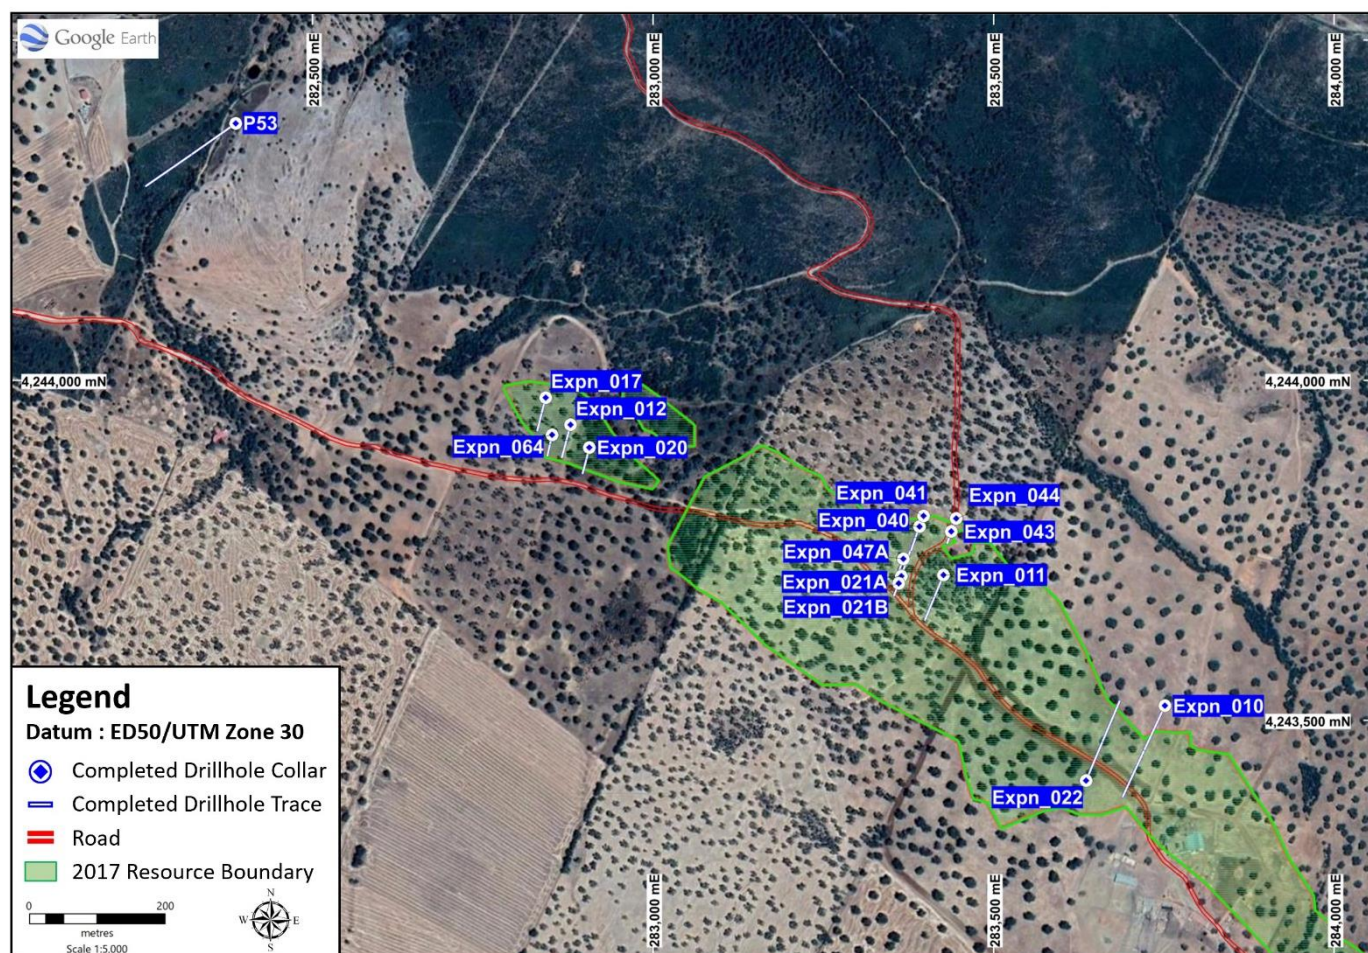 Google Earth
282,500 mE
283,000 mE
283,500 mE
284,000 mE
P53
4,244,000 mN
4,244,000 mN
Expn_017
Expn_012
Expn_064
Expn_020
Expn_041
Expn_044
Expn_040
Expn_043
Expn_047A
Expn_021A
Expn_011
Expn_021B
Expn_010
4,243,500 mN
Expn_022
283,000 mE
283,500 mE
284,000 mE
Legend
Datum : ED50/UTM Zone 30
Completed Drillhole Collar
Completed Drillhole Trace
Road
2017 Resource Boundary
0 200
metres
Scale 1:5,000
N
W E
S